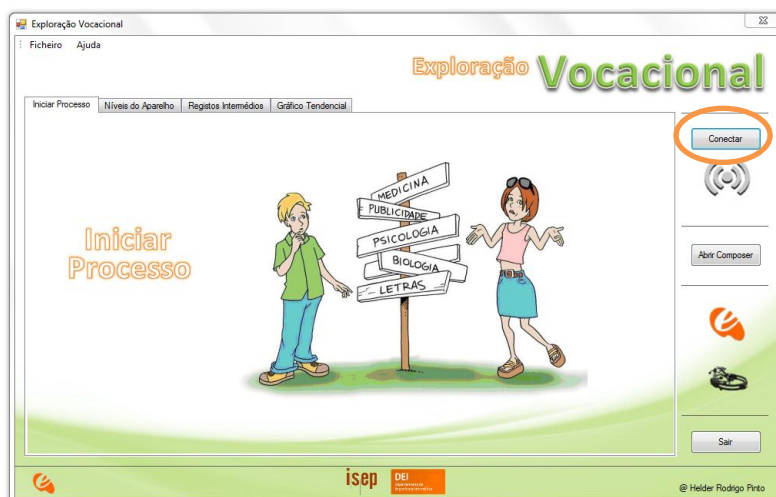 Exploração Vocacional
Ficheiro Ajuda
Exploração Vocacional
Iniciar Processo Níveis do Aparelho Registos Intermédios Gráfico Tendencial
Conectar
MEDICINA
PUBLICIDADE
PSICOLOGIA
BIOLOGIA
LETRAS
Iniciar
Processo
Abrir Composer
Sair
isep DEI
@ Helder Rodrigo Pinto